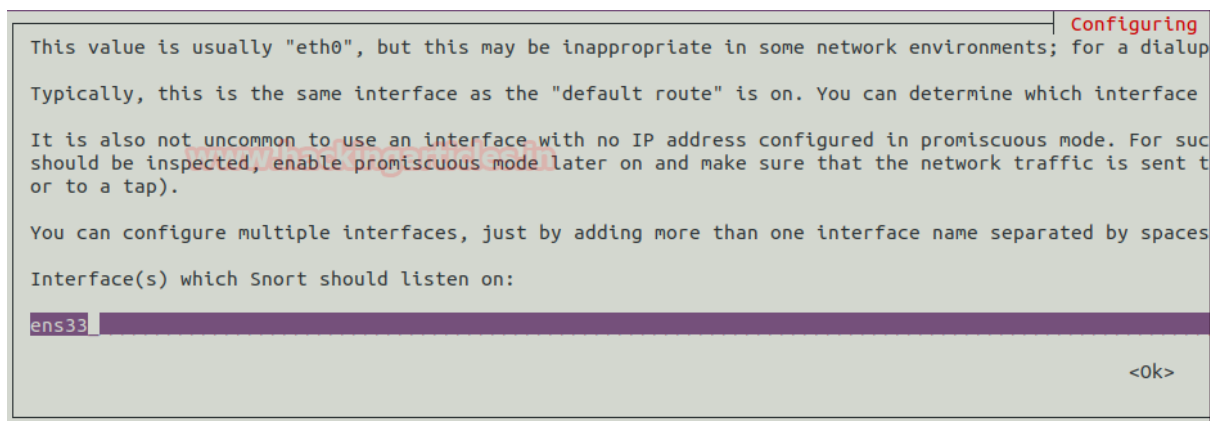 Configuring
This value is usually "eth0", but this may be inappropriate in some network environments; for a dialup
Typically, this is the same interface as the "default route" is on. You can determine which interface
It is also not uncommon to use an interface with no IP address configured in promiscuous mode. For suc
should be inspected, enable promiscuous mode later on and make sure that the network traffic is sent t
or to a tap).
www.hackingarticles.in
You can configure multiple interfaces, just by adding more than one interface name separated by spaces
Interface(s) which Snort should listen on:
ens33_
<Ok>